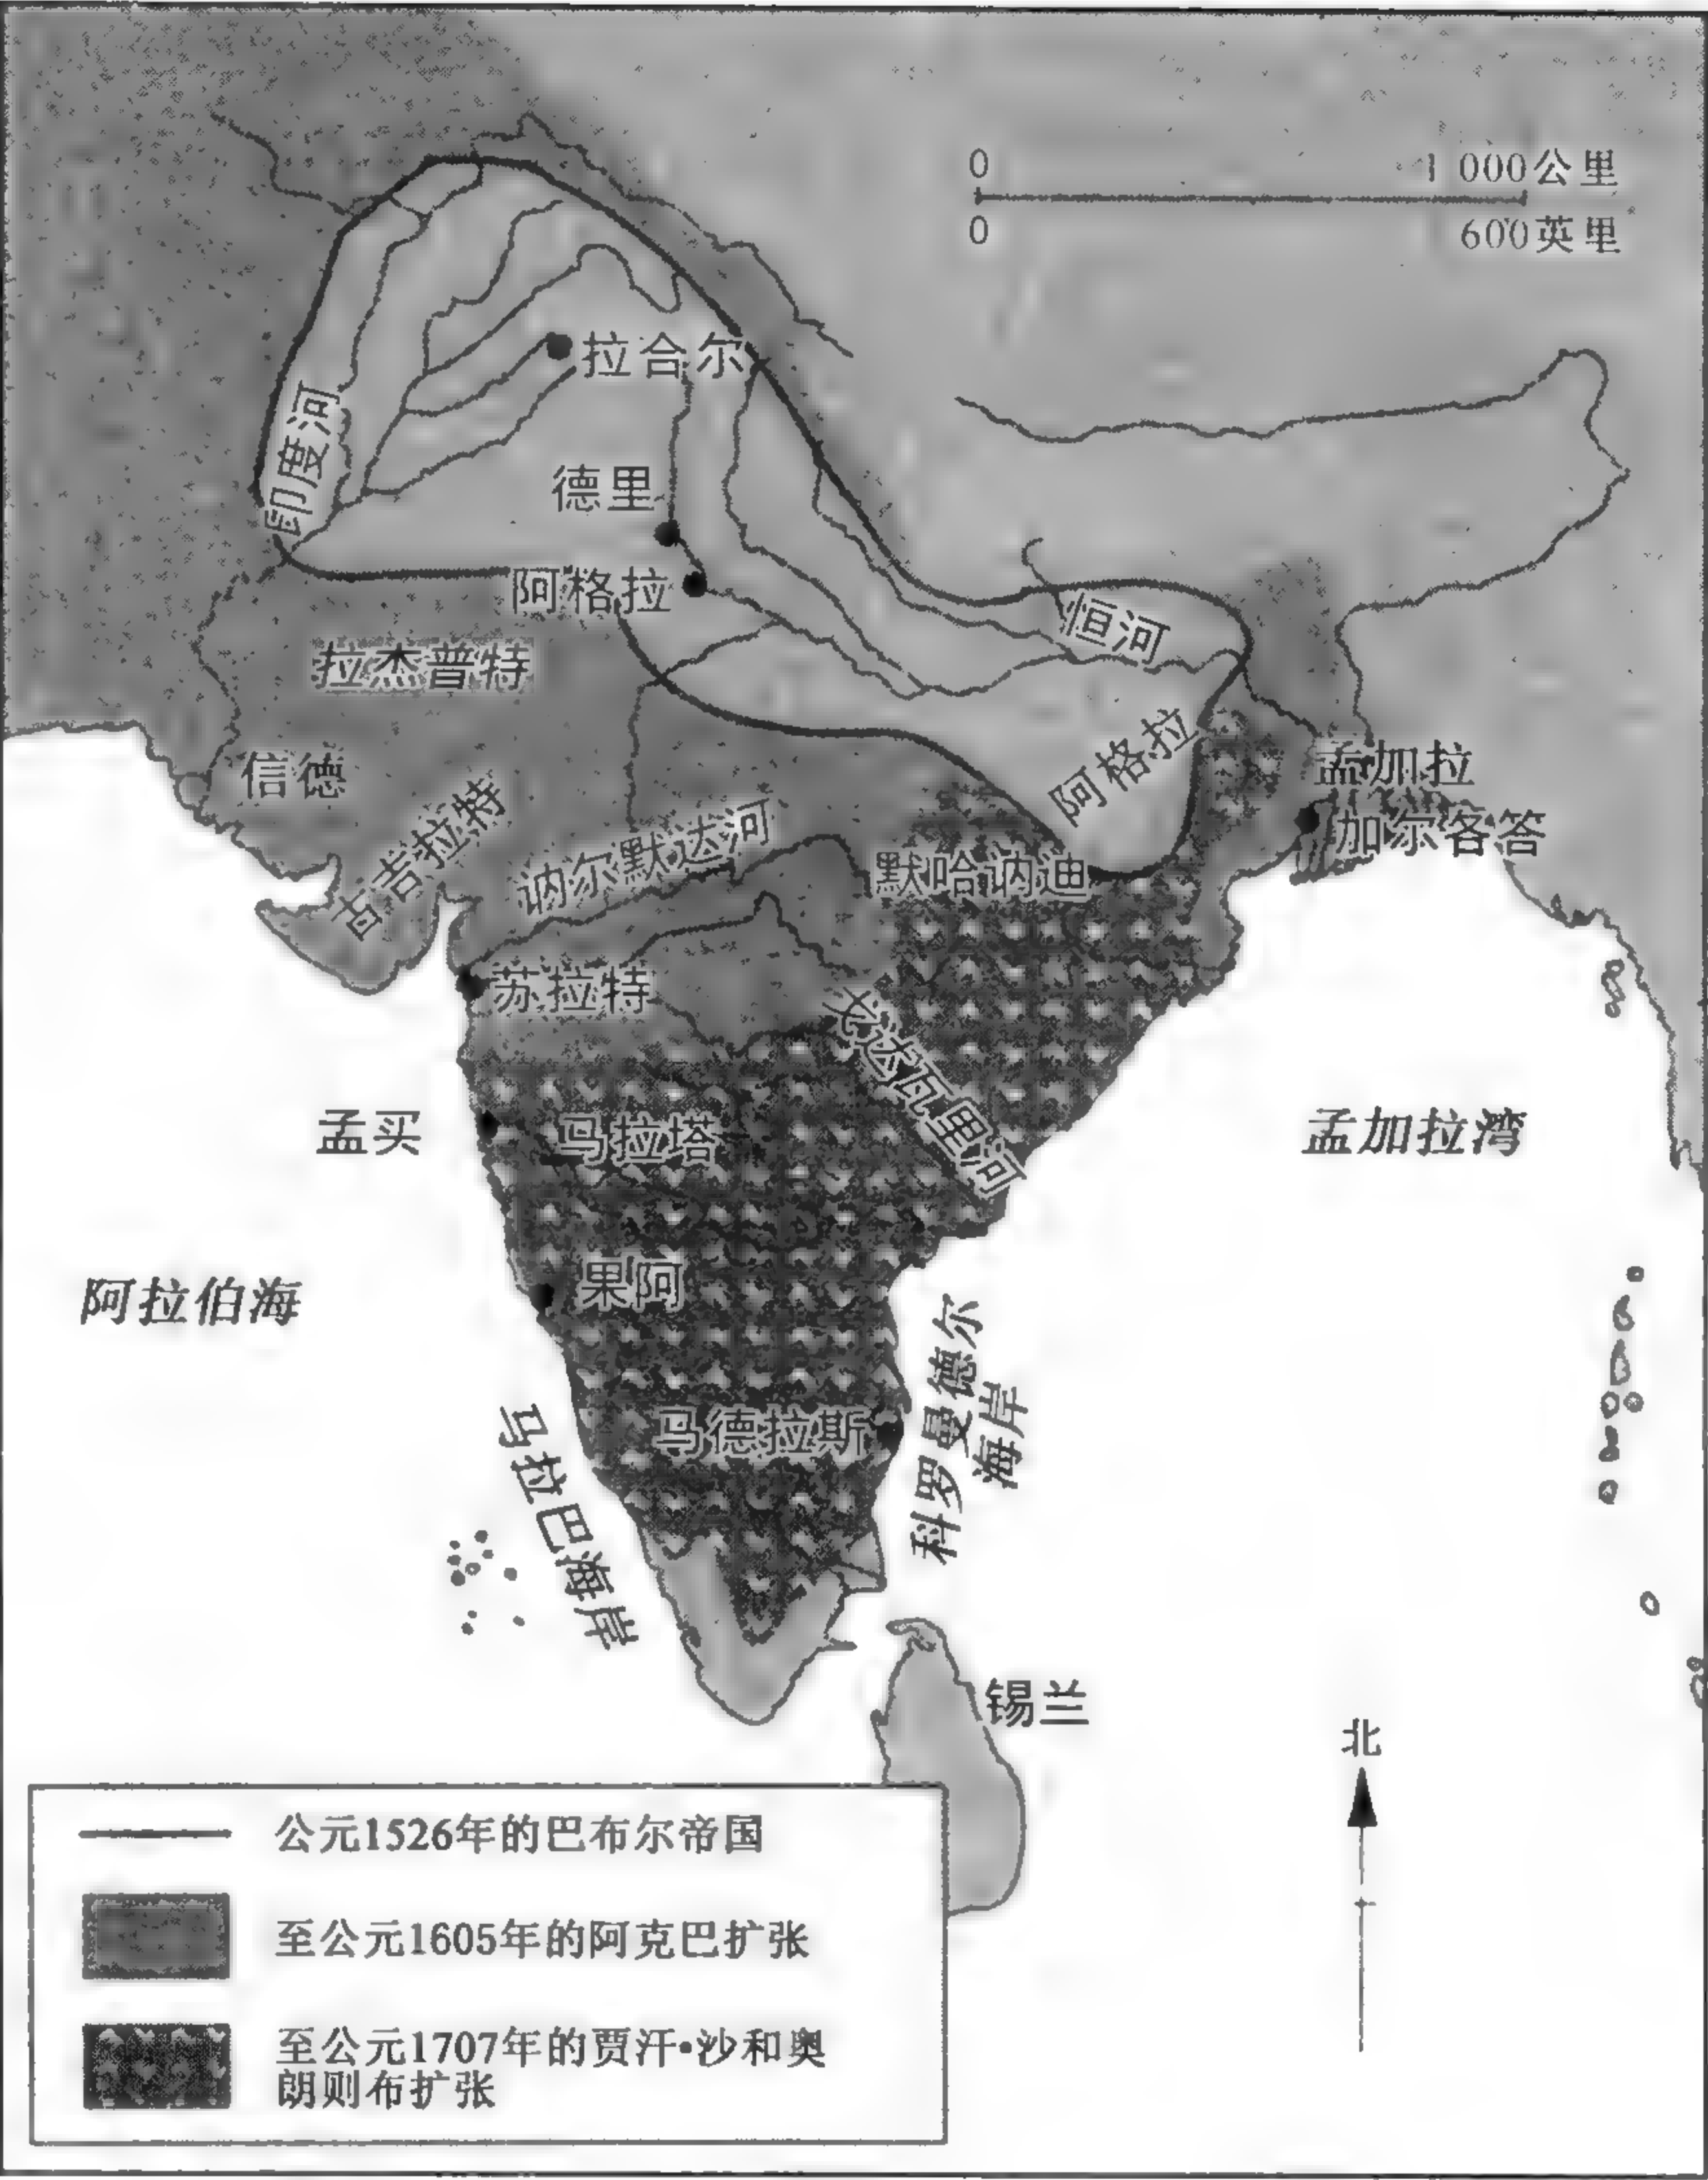 0 1 000公里
0 600英里
拉合尔
印度河
德里
阿格拉
恒河
拉杰普特
阿格拉
孟加拉
信德
加尔各答
古吉拉特
讷尔默达河
默哈讷迪
苏拉特
戈达瓦里河
孟买
马拉塔
孟加拉湾
果阿
阿拉伯海
科罗曼德尔
海岸
马德拉斯
马拉巴海岸
锡兰
北
公元1526年的巴布尔帝国
至公元1605年的阿克巴扩张
至公元1707年的贾汗•沙和奥
朗则布扩张